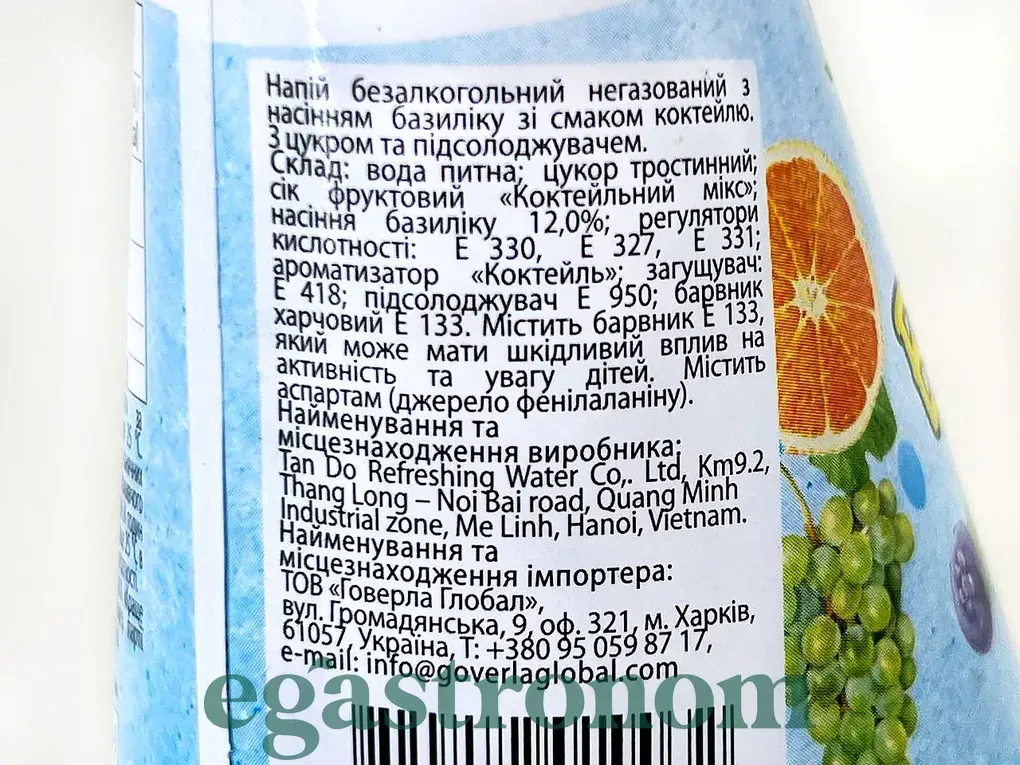 Напій безалкогольний негазований з
насінням базиліку зі смаком коктейлю.
З цукром та підсолоджувачем.
Склад: вода питна; цукор тростинний;
сік фруктовий «Коктейльний мікс»;
насіння базиліку 12,0%; регулятори
кислотності: Е 330, Е 327, Е 331;
ароматизатор «Коктейль»; загущувач:
Е 418; підсолоджувач Е 950; барвник
харчовий Е 133. Містить барвник Е 133,
який може мати шкідливий вплив на
активність та увагу дітей. Містить
аспартам (джерело фенілаланіну).
Найменування та
місцезнаходження виробника:
Tan Do Refreshing Water Co,. Ltd, Km9.2,
Thang Long – Noi Bai road, Quang Minh
Industrial zone, Me Linh, Hanoi, Vietnam.
Найменування та
місцезнаходження імпортера:
ТОВ «Говерла Глобал»,
вул. Громадянська, 9, оф. 321, м. Харків,
61057, Україна, Т: +380 95 059 87 17,
e-mail: info@goverlaglobal.com
egastronom